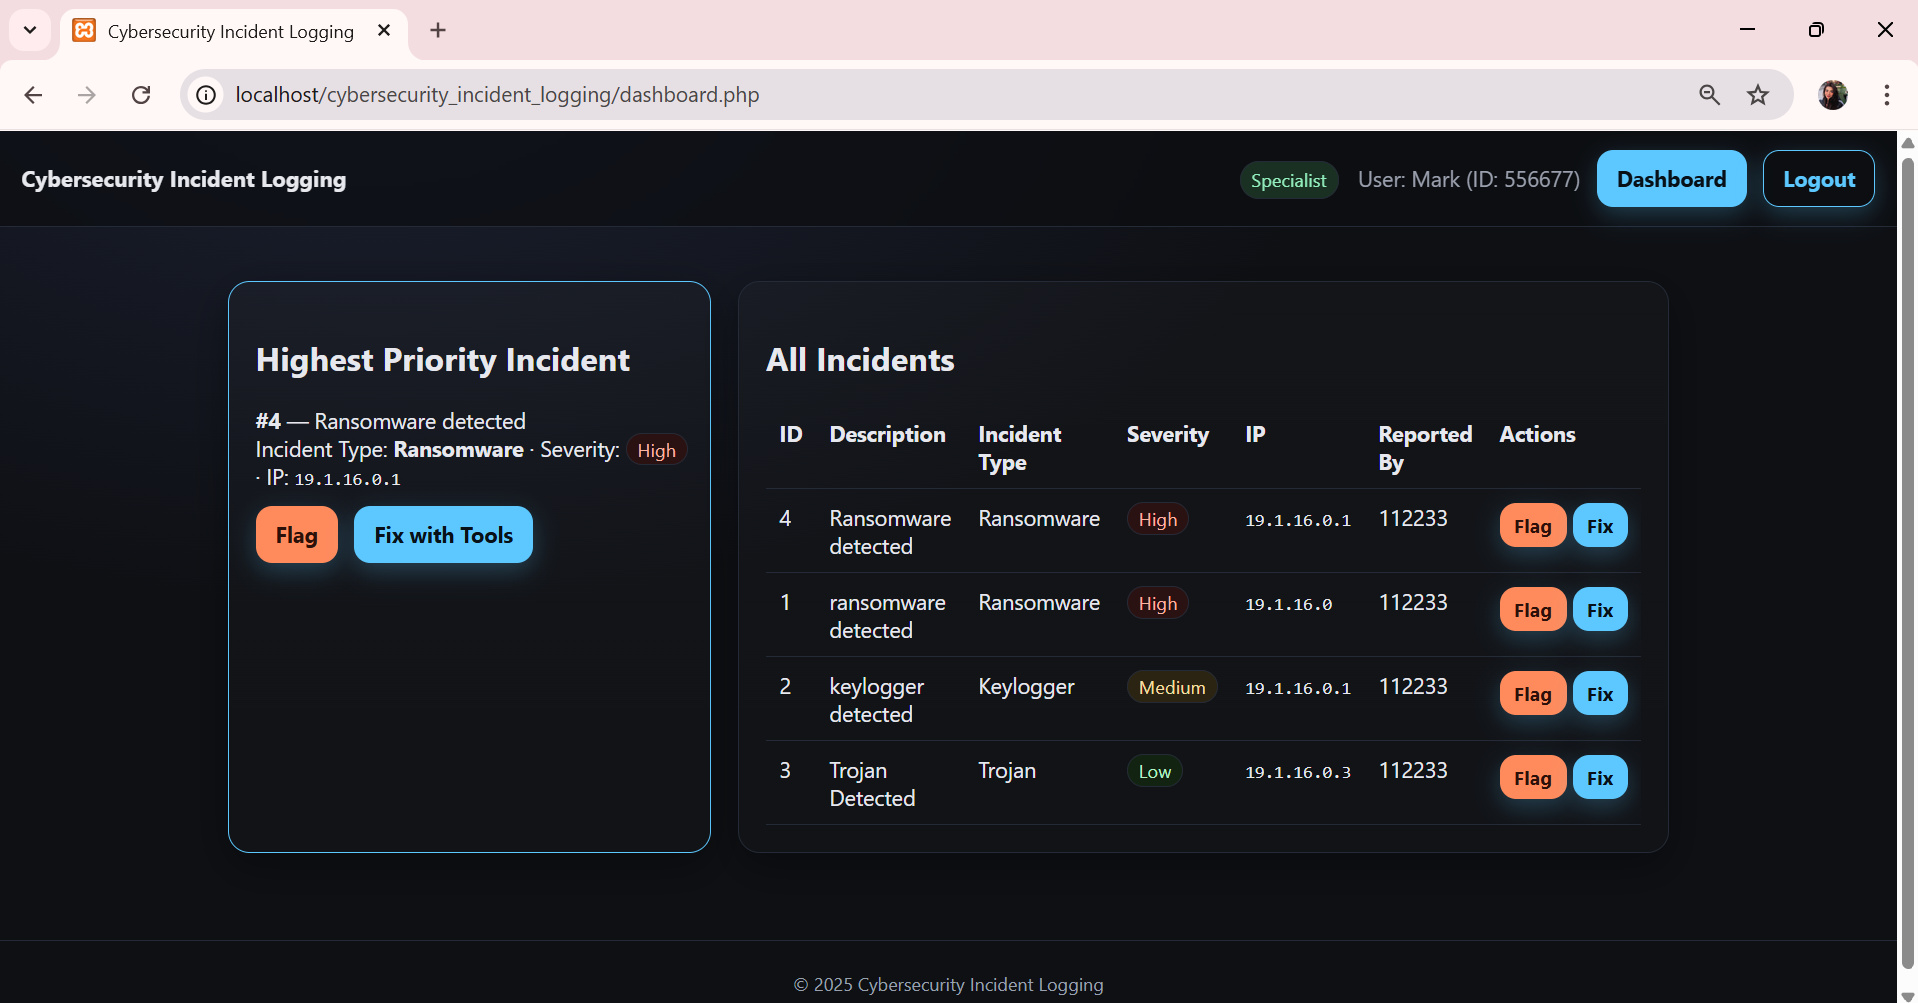 Cybersecurity Incident Logging
localhost/cybersecurity_incident_logging/dashboard.php
Cybersecurity Incident Logging
Specialist
User: Mark (ID: 556677)
Dashboard
Logout
Highest Priority Incident
#4 — Ransomware detected
Incident Type: Ransomware · Severity: High
· IP: 19.1.16.0.1
Flag
Fix with Tools
All Incidents
ID Description Incident Type Severity IP Reported By Actions
4 Ransomware detected Ransomware High 19.1.16.0.1 112233 Flag Fix
1 ransomware detected Ransomware High 19.1.16.0 112233 Flag Fix
2 keylogger detected Keylogger Medium 19.1.16.0.1 112233 Flag Fix
3 Trojan Detected Trojan Low 19.1.16.0.3 112233 Flag Fix
© 2025 Cybersecurity Incident Logging